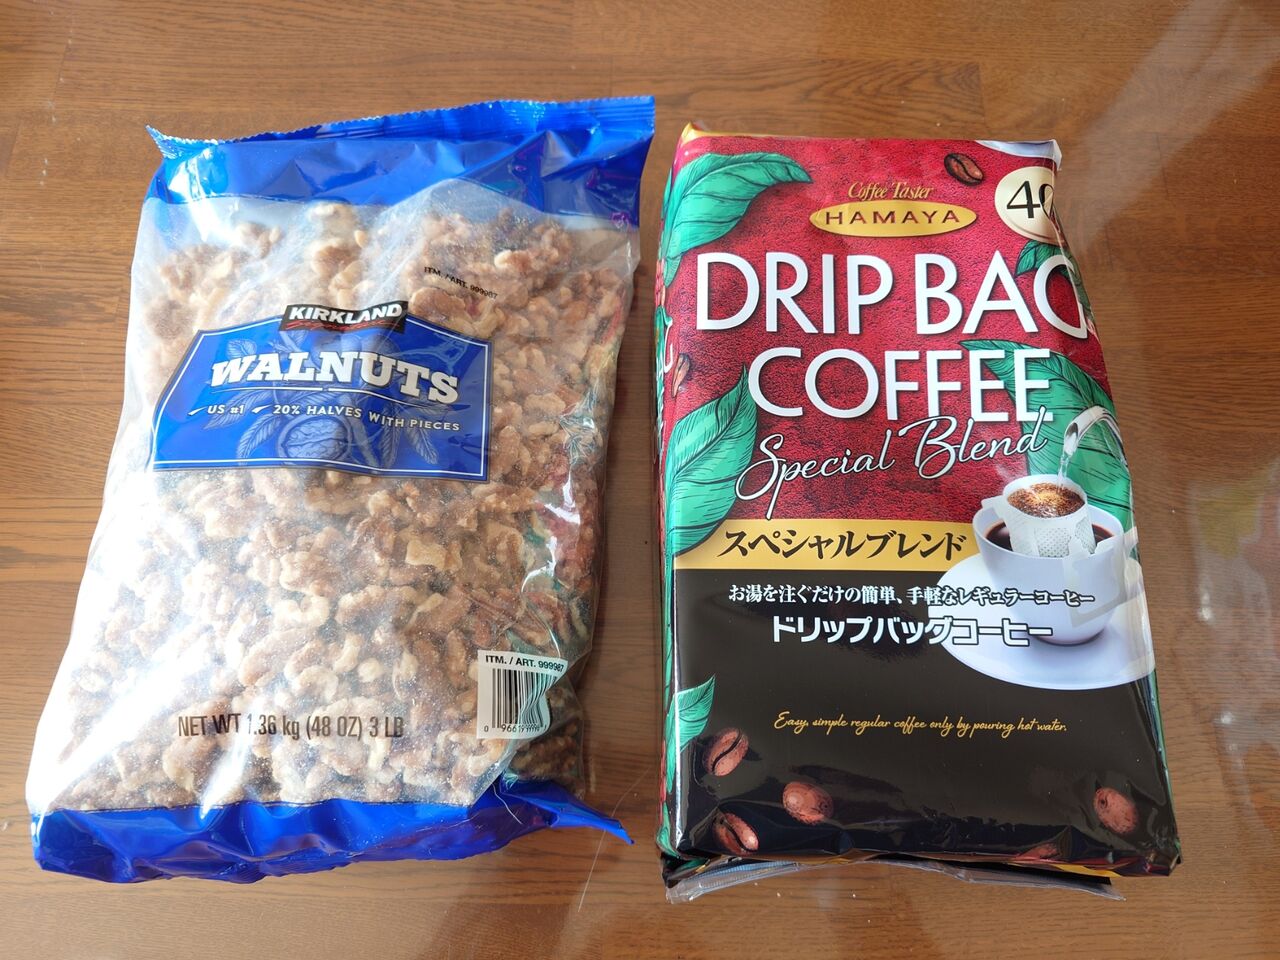 ITM. / ART. 999987
KIRKLAND
WALNUTS
US #1 20% HALVES WITH PIECES
ITM. / ART. 999987
NET WT 1.36 kg (48 OZ) 3 LB
Coffee Taster
HAMAYA
40
DRIP BAG
COFFEE
Special Blend
スペシャルブレンド
お湯を注ぐだけの簡単、手軽なレギュラーコーヒー
ドリップバッグコーヒー
Easy, simple regular coffee only by pouring hot water.